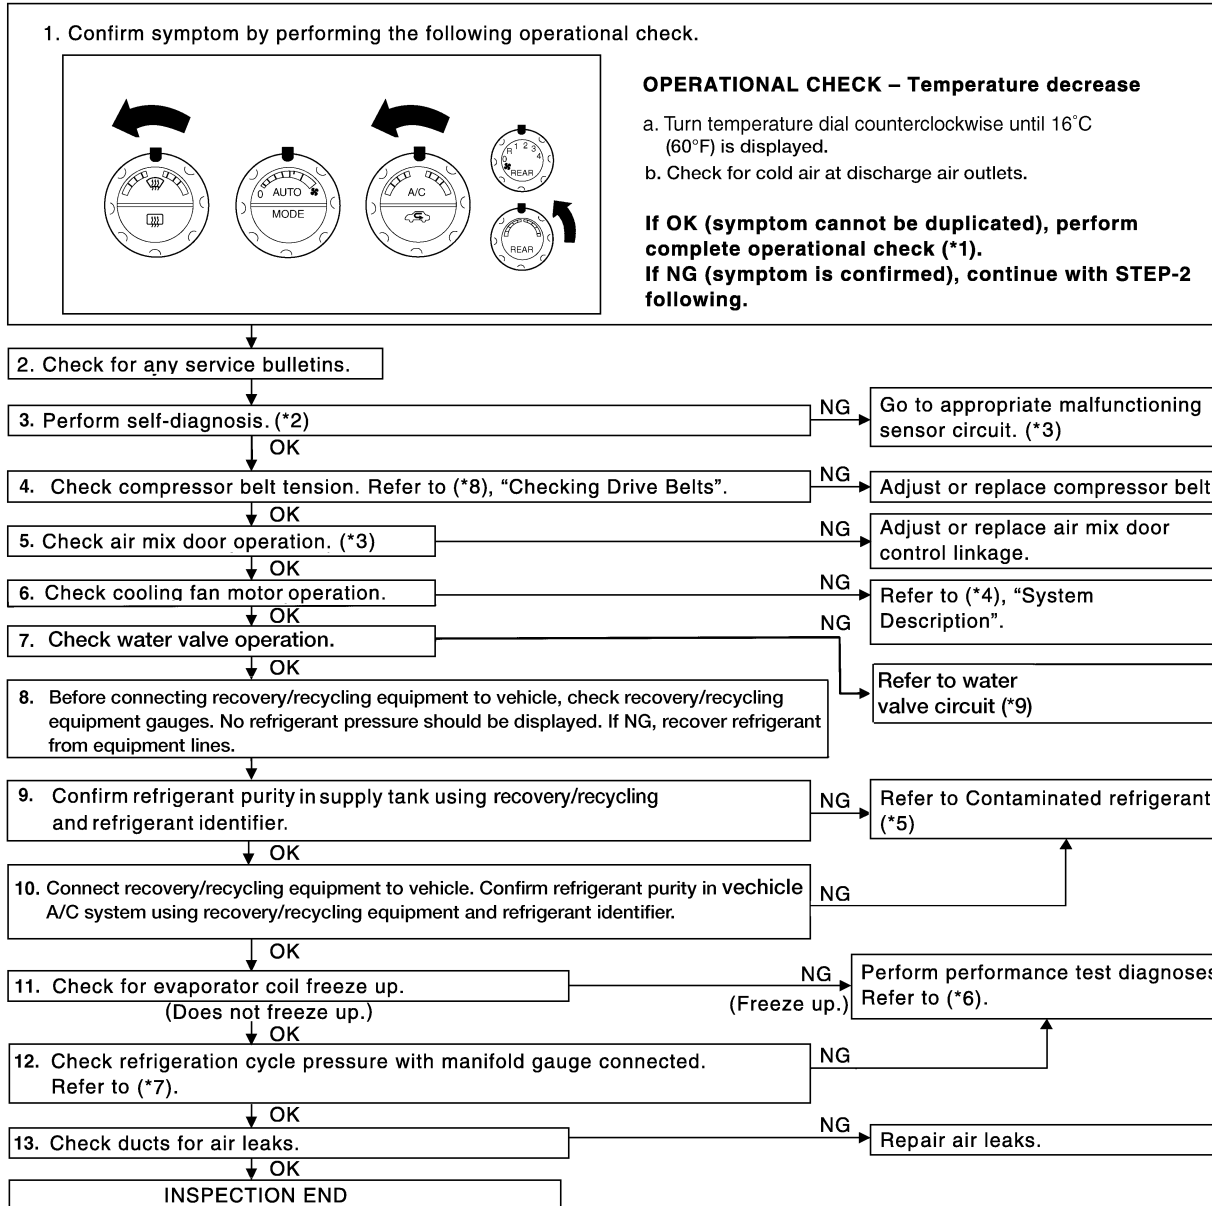 1. Confirm symptom by performing the following operational check.
AUTO
MODE
0
A/C
R 1 2 3 4
0
REAR
REAR
OPERATIONAL CHECK – Temperature decrease
a. Turn temperature dial counterclockwise until 16˚C
(60°F) is displayed.
b. Check for cold air at discharge air outlets.
If OK (symptom cannot be duplicated), perform
complete operational check (*1).
If NG (symptom is confirmed), continue with STEP-2
following.
2. Check for any service bulletins.
3. Perform self-diagnosis. (*2)
NG
Go to appropriate malfunctioning
sensor circuit. (*3)
OK
4. Check compressor belt tension. Refer to (*8), “Checking Drive Belts”.
NG
Adjust or replace compressor belt
OK
5. Check air mix door operation. (*3)
NG
Adjust or replace air mix door
control linkage.
OK
6. Check cooling fan motor operation.
NG
Refer to (*4), “System
Description”.
OK
7. Check water valve operation.
NG
Refer to water
valve circuit (*9)
OK
8. Before connecting recovery/recycling equipment to vehicle, check recovery/recycling
equipment gauges. No refrigerant pressure should be displayed. If NG, recover refrigerant
from equipment lines.
9. Confirm refrigerant purity in supply tank using recovery/recycling
and refrigerant identifier.
NG
Refer to Contaminated refrigerant
(*5)
OK
10. Connect recovery/recycling equipment to vehicle. Confirm refrigerant purity in vechicle
A/C system using recovery/recycling equipment and refrigerant identifier.
NG
OK
11. Check for evaporator coil freeze up.
(Does not freeze up.)
NG
(Freeze up.)
Perform performance test diagnoses
Refer to (*6).
OK
12. Check refrigeration cycle pressure with manifold gauge connected.
Refer to (*7).
NG
OK
13. Check ducts for air leaks.
NG
Repair air leaks.
OK
INSPECTION END